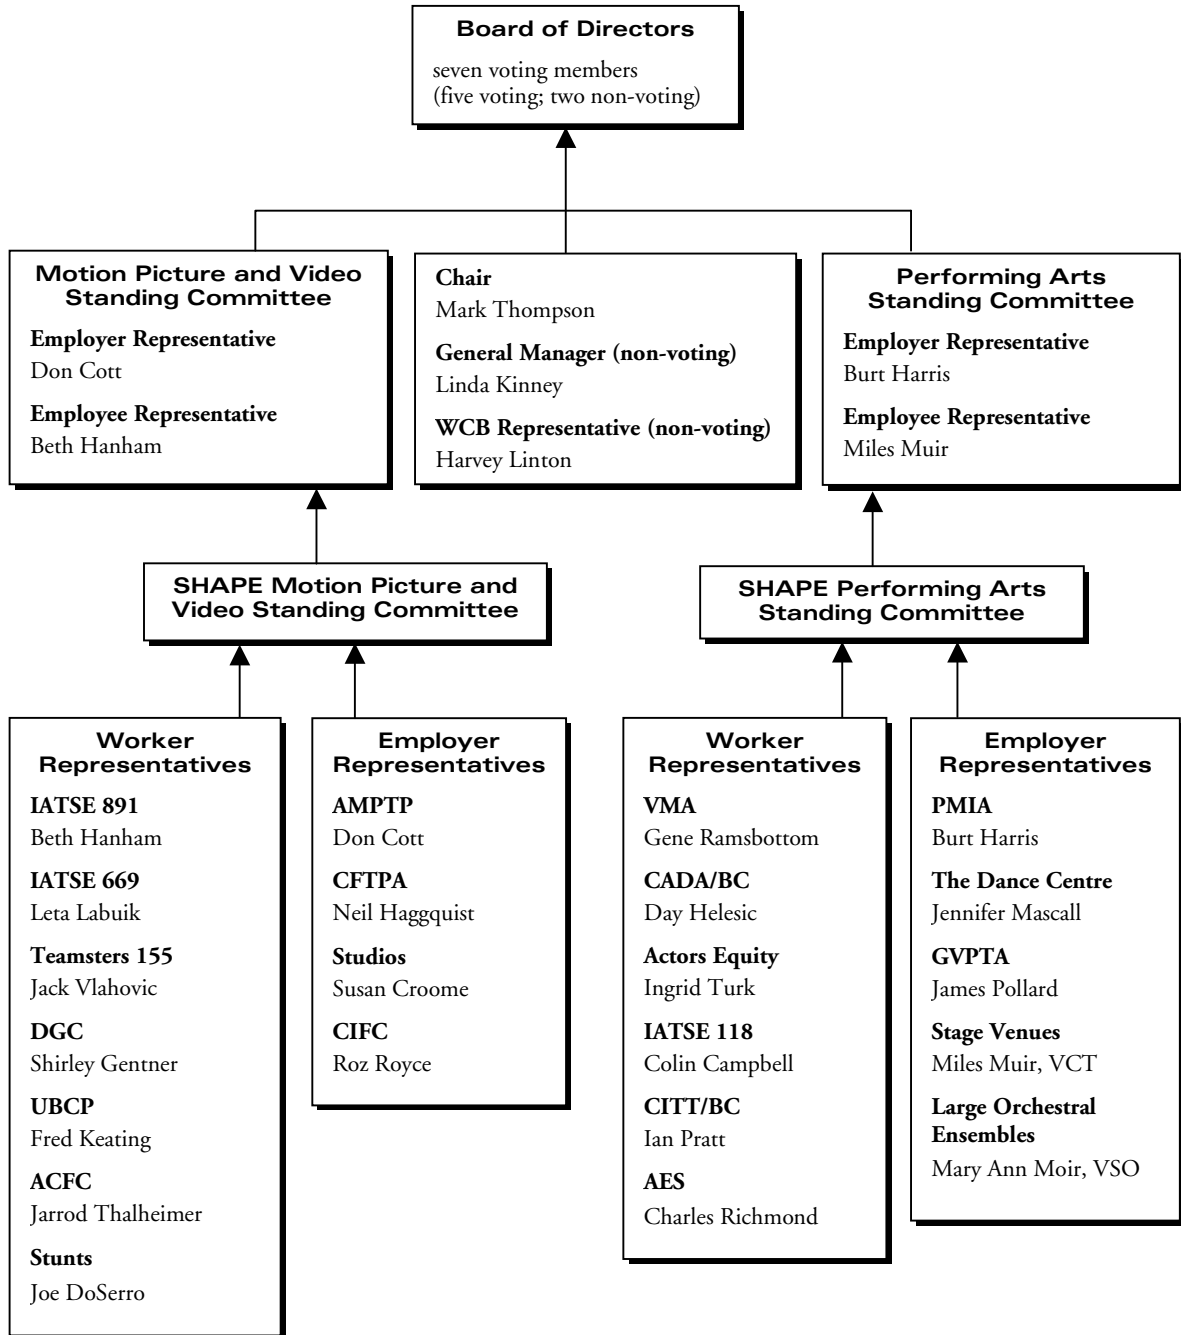 Board of Directors
seven voting members
(five voting; two non-voting)
Motion Picture and Video
Standing Committee
Employer Representative
Don Cott
Employee Representative
Beth Hanham
Chair
Mark Thompson
General Manager (non-voting)
Linda Kinney
WCB Representative (non-voting)
Harvey Linton
Performing Arts
Standing Committee
Employer Representative
Burt Harris
Employee Representative
Miles Muir
SHAPE Motion Picture and
Video Standing Committee
SHAPE Performing Arts
Standing Committee
Worker
Representatives
IATSE 891
Beth Hanham
IATSE 669
Leta Labuik
Teamsters 155
Jack Vlahovic
DGC
Shirley Gentner
UBCP
Fred Keating
ACFC
Jarrod Thalheimer
Stunts
Joe DoSerro
Employer
Representatives
AMPTP
Don Cott
CFTPA
Neil Haggquist
Studios
Susan Croome
CIFC
Roz Royce
Worker
Representatives
VMA
Gene Ramsbottom
CADA/BC
Day Helesic
Actors Equity
Ingrid Turk
IATSE 118
Colin Campbell
CITT/BC
Ian Pratt
AES
Charles Richmond
Employer
Representatives
PMIA
Burt Harris
The Dance Centre
Jennifer Mascall
GVPTA
James Pollard
Stage Venues
Miles Muir, VCT
Large Orchestral
Ensembles
Mary Ann Moir, VSO